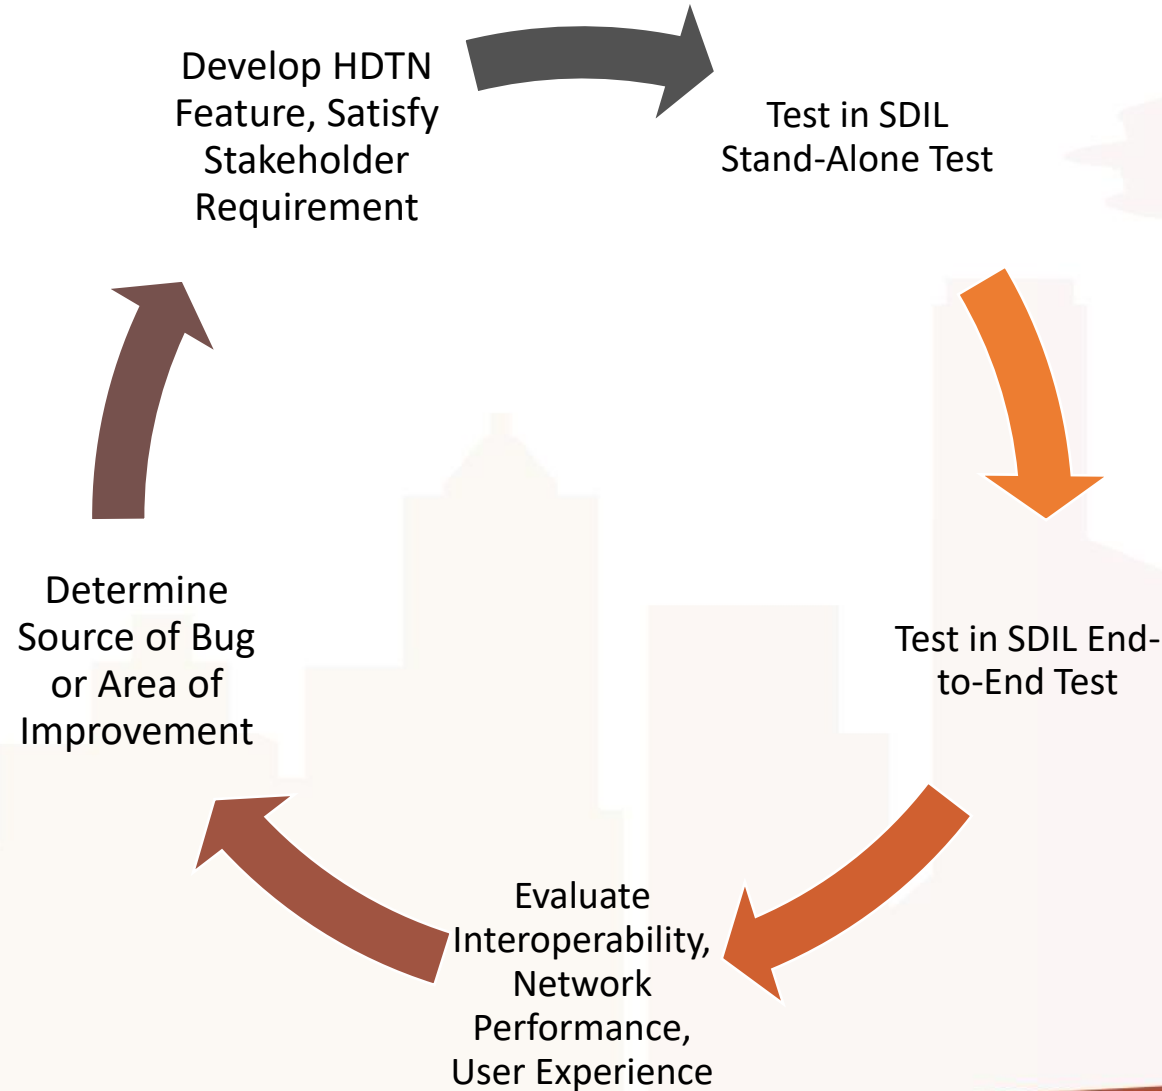 Develop HDTN
Feature, Satisfy
Stakeholder
Requirement
Test in SDIL
Stand-Alone Test
Test in SDIL End-
to-End Test
Evaluate
Interoperability,
Network
Performance,
User Experience
Determine
Source of Bug
or Area of
Improvement